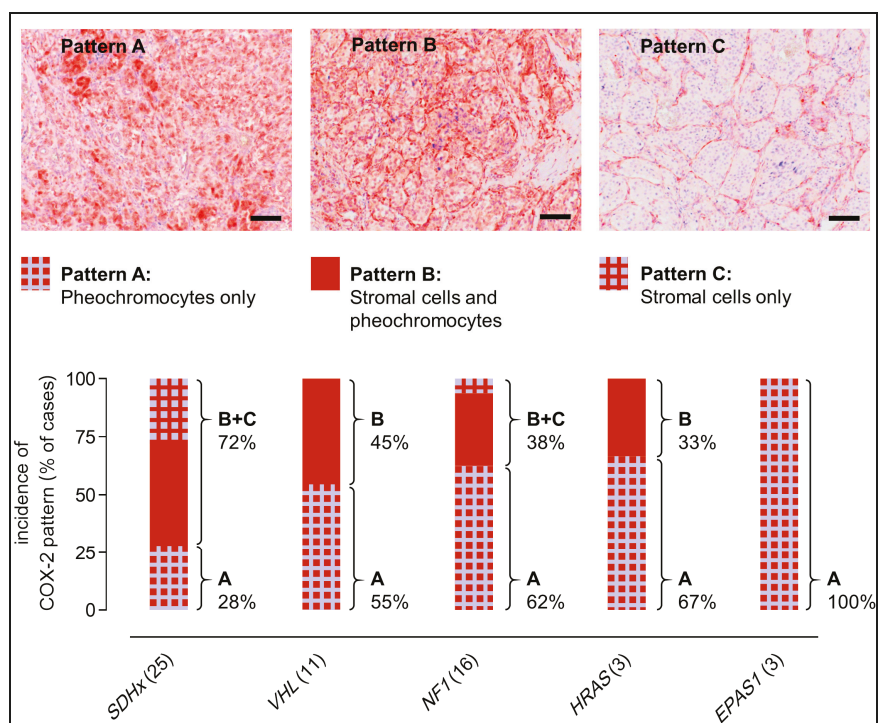 Pattern A
Pattern B
Pattern C
Pattern A:
Pheochromocytes only
Pattern B:
Stromal cells and
pheochromocytes
Pattern C:
Stromal cells only
incidence of
COX-2 pattern (% of cases)
100
75
50
25
0
B+C
72%
A
28%
B
45%
A
55%
B+C
38%
A
62%
B
33%
A
67%
A
100%
SDHx (25)
VHL (11)
NF1 (16)
HRAS (3)
EPAS1 (3)